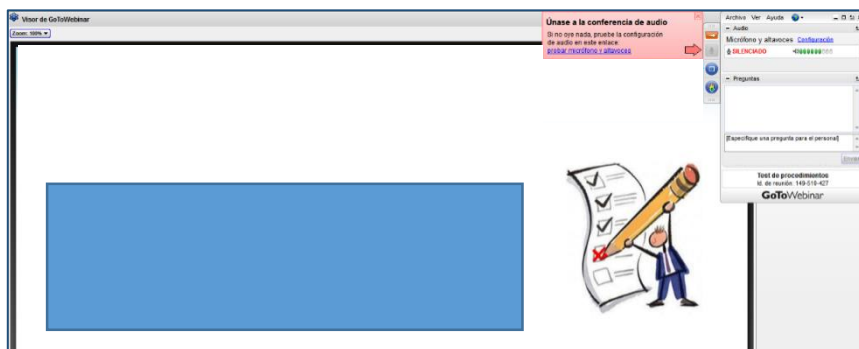 Visor de GoToWebinar
Zoom: 100%
Únase a la conferencia de audio
Si no oye nada, pruebe la configuración
de audio en este enlace:
probar micrófono y altavoces
Archivo Ver Ayuda
Audio
Micrófono y altavoces Configuración
SILENCIADO
Preguntas
[Especifique una pregunta para el personal]
Test de procedimientos
Id. de reunión: 149-519-427
GoToWebinar